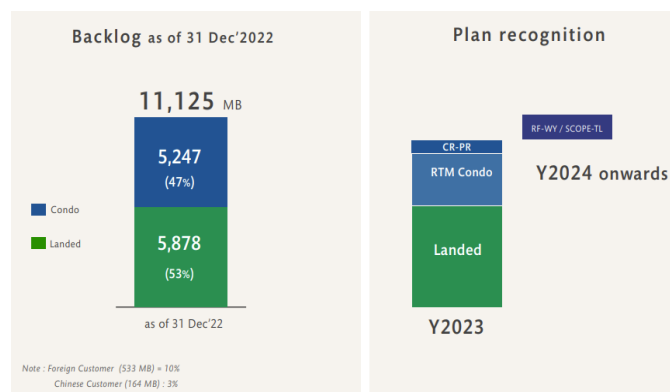 Backlog as of 31 Dec'2022
11,125 MB
5,247
(47%)
Condo
Landed
5,878
(53%)
as of 31 Dec'22
Note : Foreign Customer (533 MB) = 10%
Chinese Customer (164 MB) : 3%
Plan recognition
RF-WY / SCOPE-TL
CR-PR
RTM Condo
Y2024 onwards
Landed
Y2023